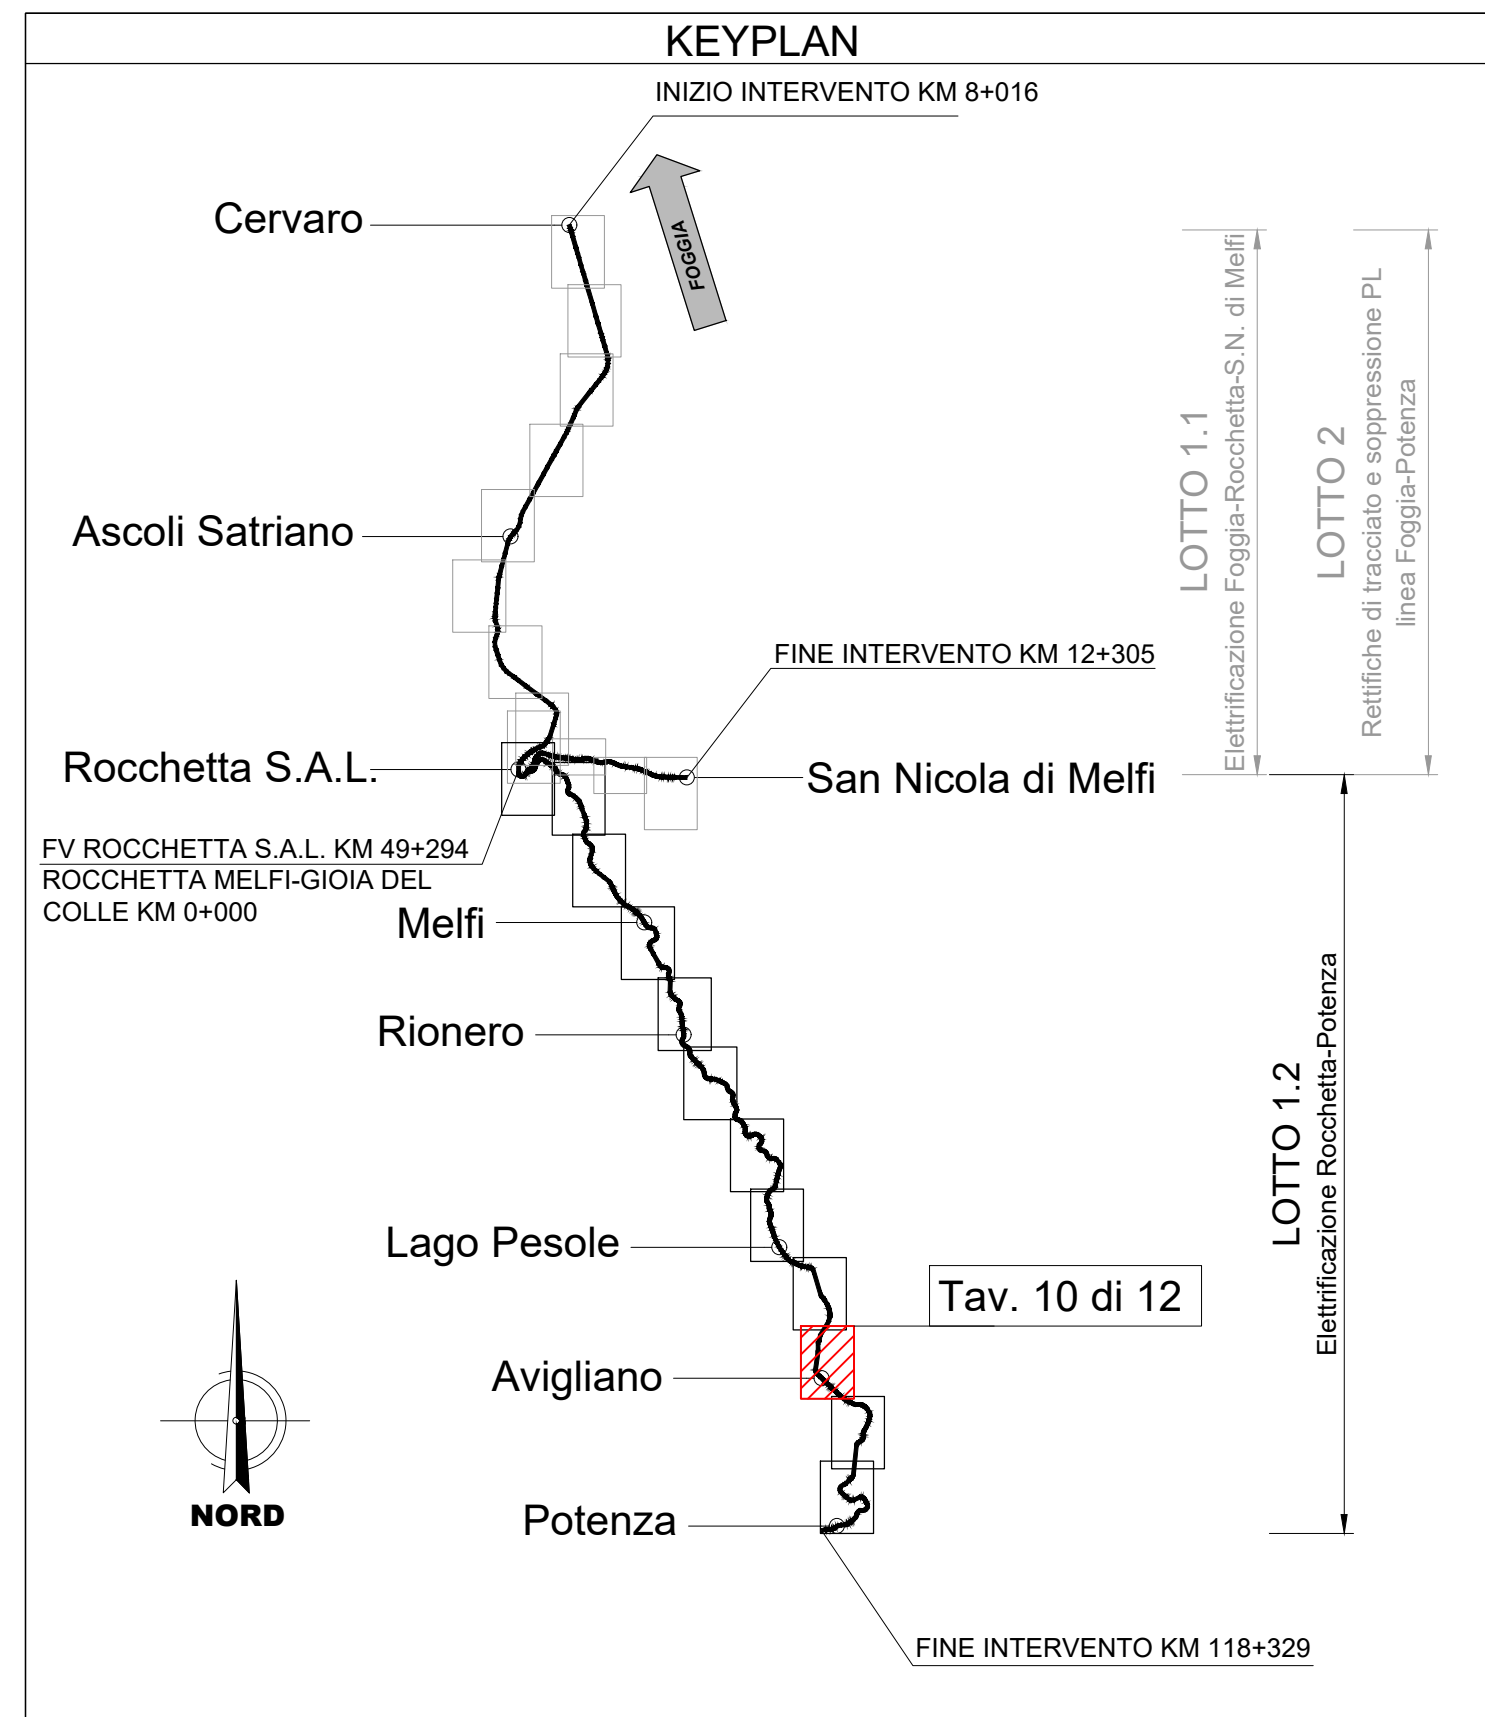 KEYPLAN
INIZIO INTERVENTO KM 8+016
Cervaro
FOGGIA
LOTTO 1.1
Elettrificazione Foggia-Rocchetta-S.N. di Melfi
LOTTO 2
Rettifiche di tracciato e soppressione PL
linea Foggia-Potenza
Ascoli Satriano
FINE INTERVENTO KM 12+305
Rocchetta S.A.L.
San Nicola di Melfi
FV ROCCHETTA S.A.L. KM 49+294
ROCCHETTA MELFI-GIOIA DEL
COLLE KM 0+000
Melfi
Rionero
LOTTO 1.2
Elettrificazione Rocchetta-Potenza
Lago Pesole
Tav. 10 di 12
Avigliano
NORD
Potenza
FINE INTERVENTO KM 118+329